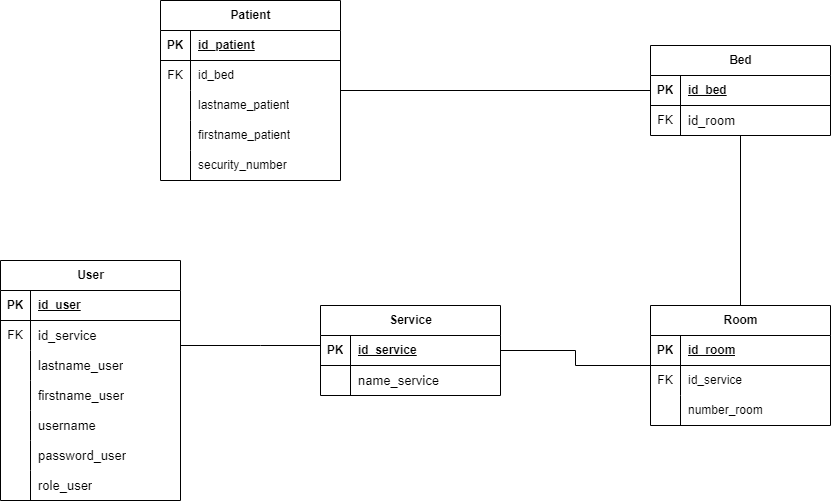 Patient
PK id_patient
FK id_bed
lastname_patient
firstname_patient
security_number
Bed
PK id_bed
FK id_room
User
PK id_user
FK id_service
lastname_user
firstname_user
username
password_user
role_user
Service
PK id_service
name_service
Room
PK id_room
FK id_service
number_room